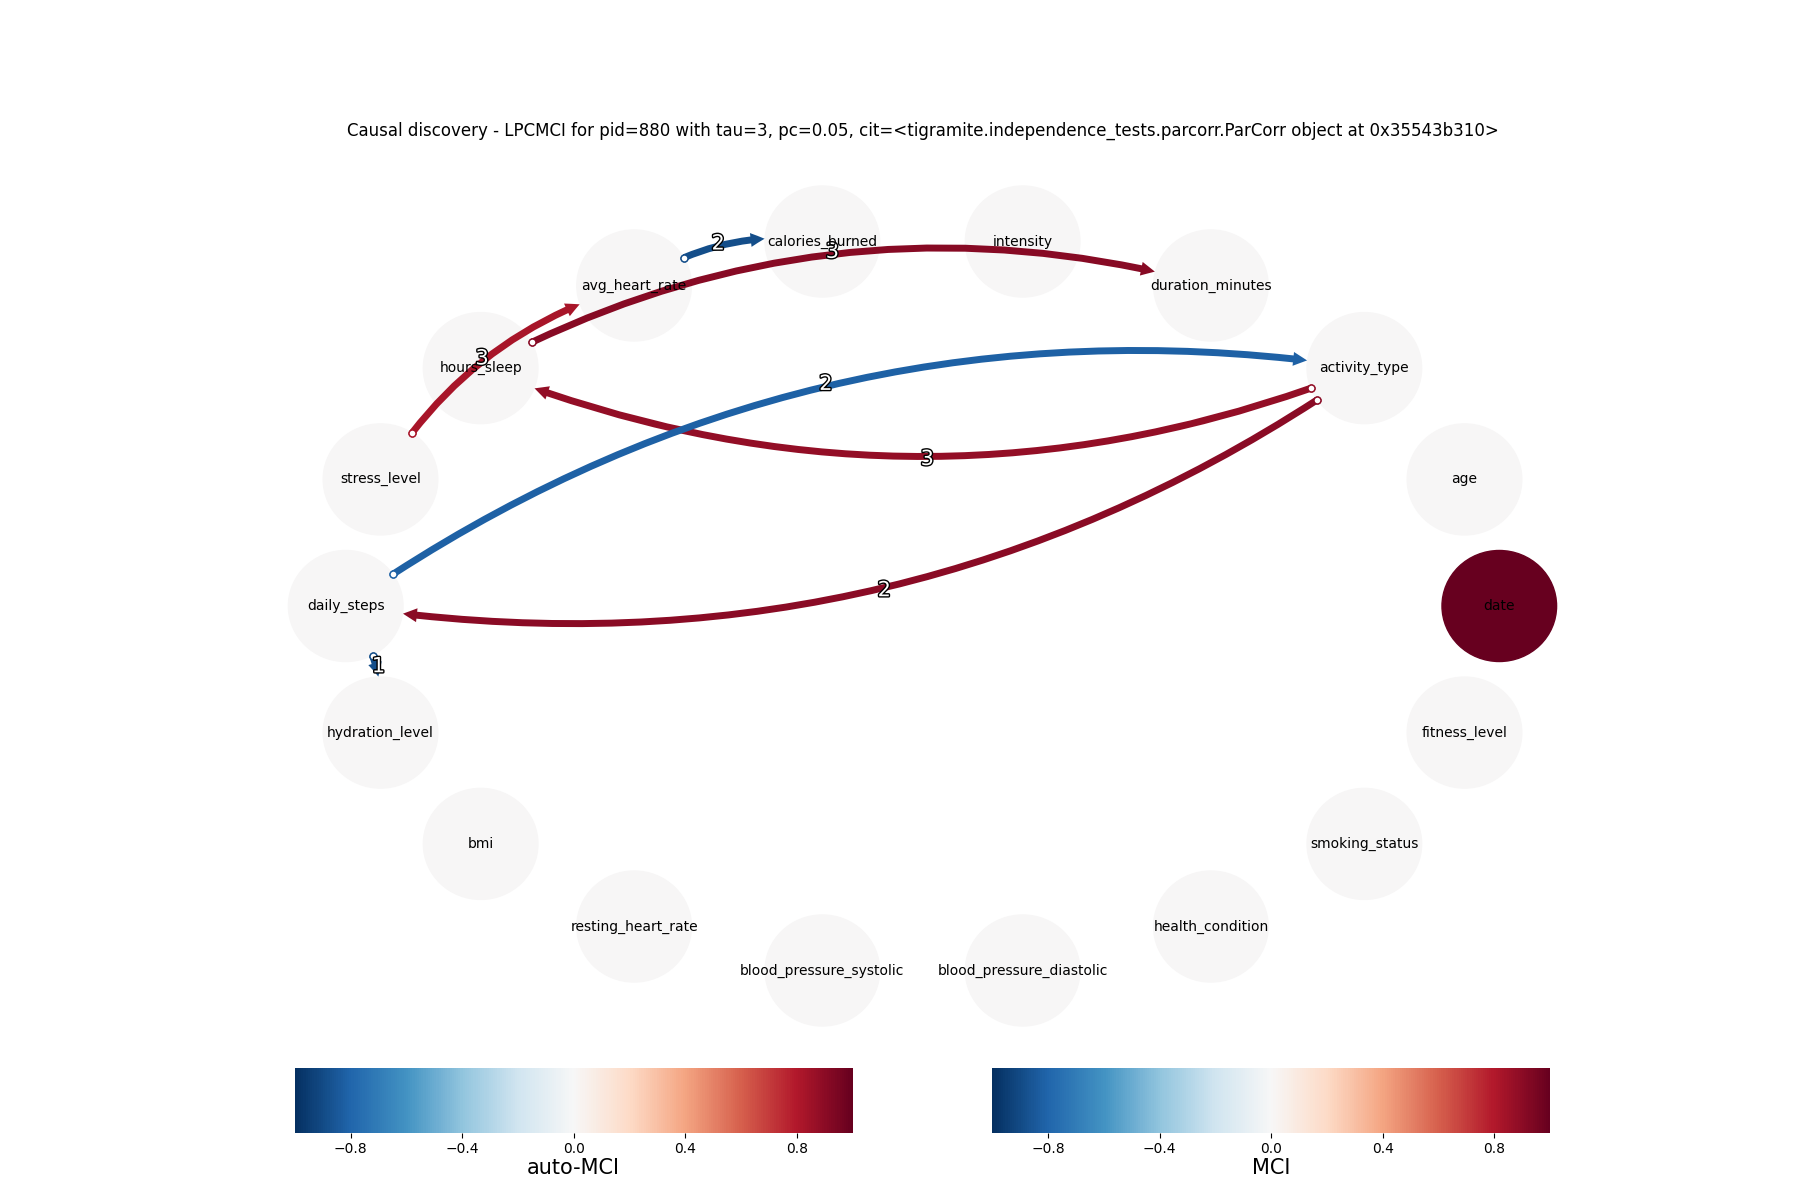 Causal discovery - LPCMCI for pid=880 with tau=3, pc=0.05, cit=<tigramite.independence_tests.parcorr.ParCorr object at 0x35543b310>
2
calories_burned
3
intensity
avg_heart_rate
duration_minutes
3
hours_sleep
2
activity_type
3
stress_level
age
2
daily_steps
date
1
hydration_level
fitness_level
bmi
smoking_status
resting_heart_rate
health_condition
blood_pressure_systolic
blood_pressure_diastolic
−0.8 −0.4 0.0 0.4 0.8
auto-MCI
−0.8 −0.4 0.0 0.4 0.8
MCI